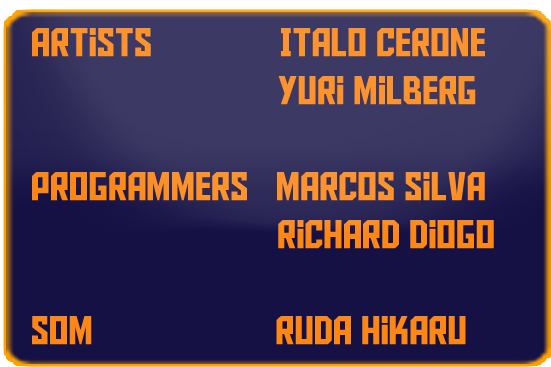 ARTiSTS ITALO CERONE
YURi MiLBERG
PROGRAMMERS MARCOS SiLVA
RiCHARD DiOGO
SOM RUDA HiKARU